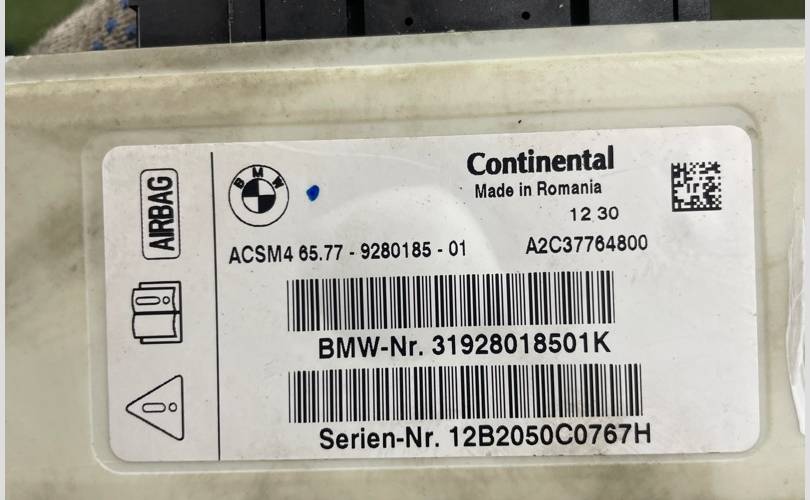 AIRBAG
BMW
Continental
Made in Romania
12 30
ACSM4 65.77 - 9280185 - 01 A2C37764800
BMW-Nr. 31928018501K
Serien-Nr. 12B2050C0767H